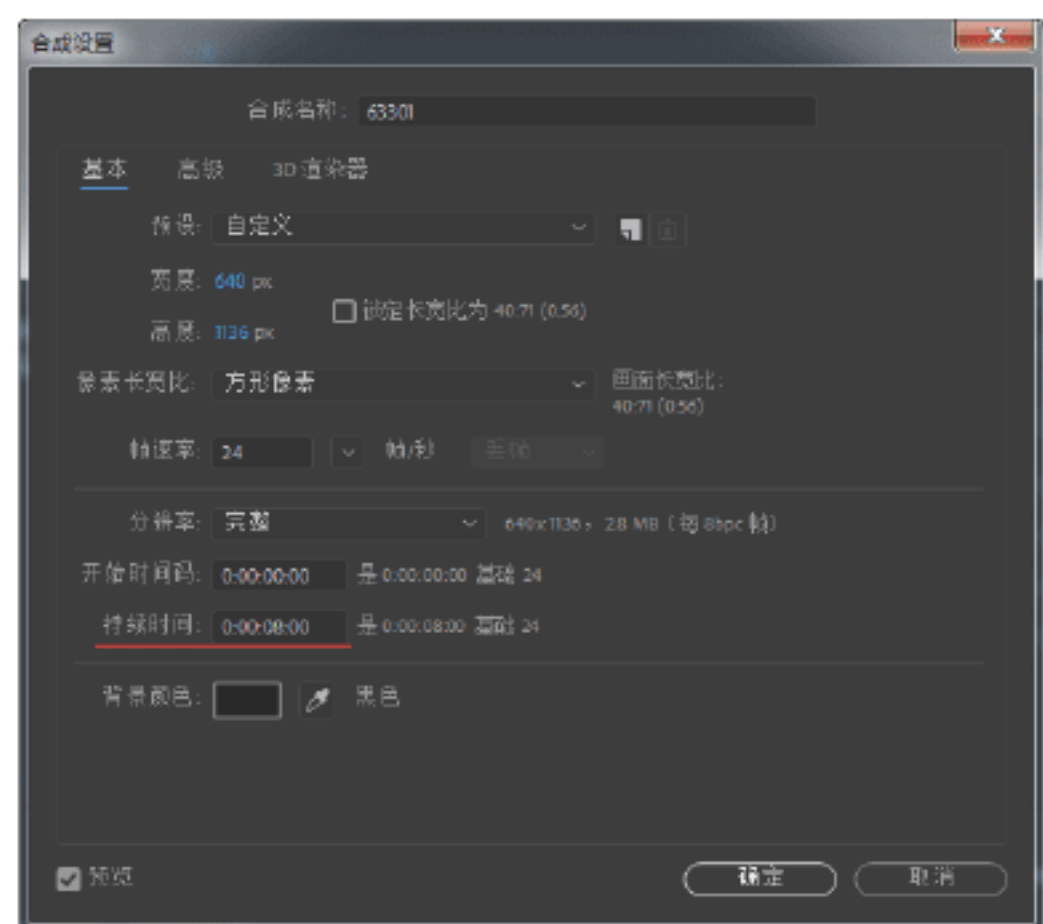 合成设置
合成名称: 63301
基本 高级 3D 渲染器
预设: 自定义
宽度: 640 px
锁定长宽比为 40:71 (0.56)
高度: 1136 px
像素长宽比: 方形像素 画面长宽比:
40:71 (0.56)
帧速率: 24 帧/秒 丢帧
分辨率: 完整 640x1136, 2.8 MB (每 8bpc 帧)
开始时间码: 0:00:00:00 是 0:00:00:00 基础 24
持续时间: 0:00:08:00 是 0:00:08:00 基础 24
背景颜色: 黑色
预览 确定 取消